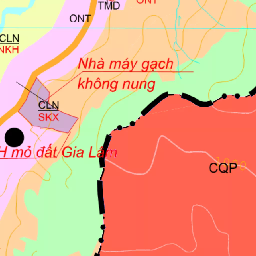 TMD
ONT
ONT
CLN
NKH
Nhà máy gạch
không nung
CLN
SKX
H mỏ đất Gia Lâm
CQP